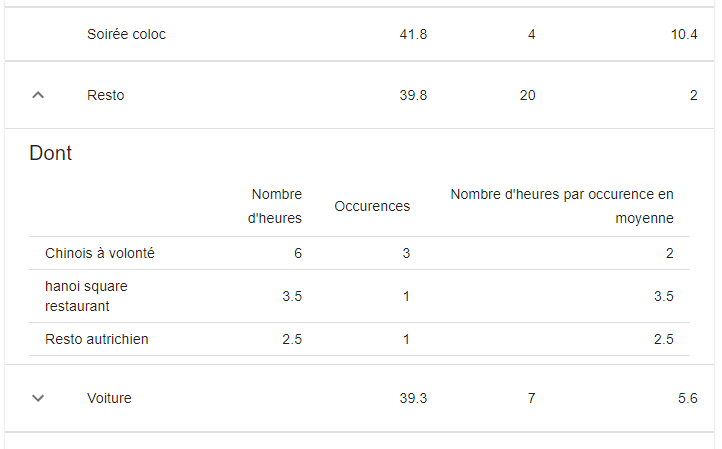 Soirée coloc 41.8 4 10.4
Resto 39.8 20 2
Dont
Nombre d'heures Occurences Nombre d'heures par occurence en moyenne
Chinois à volonté 6 3 2
hanoi square restaurant 3.5 1 3.5
Resto autrichien 2.5 1 2.5
Voiture 39.3 7 5.6